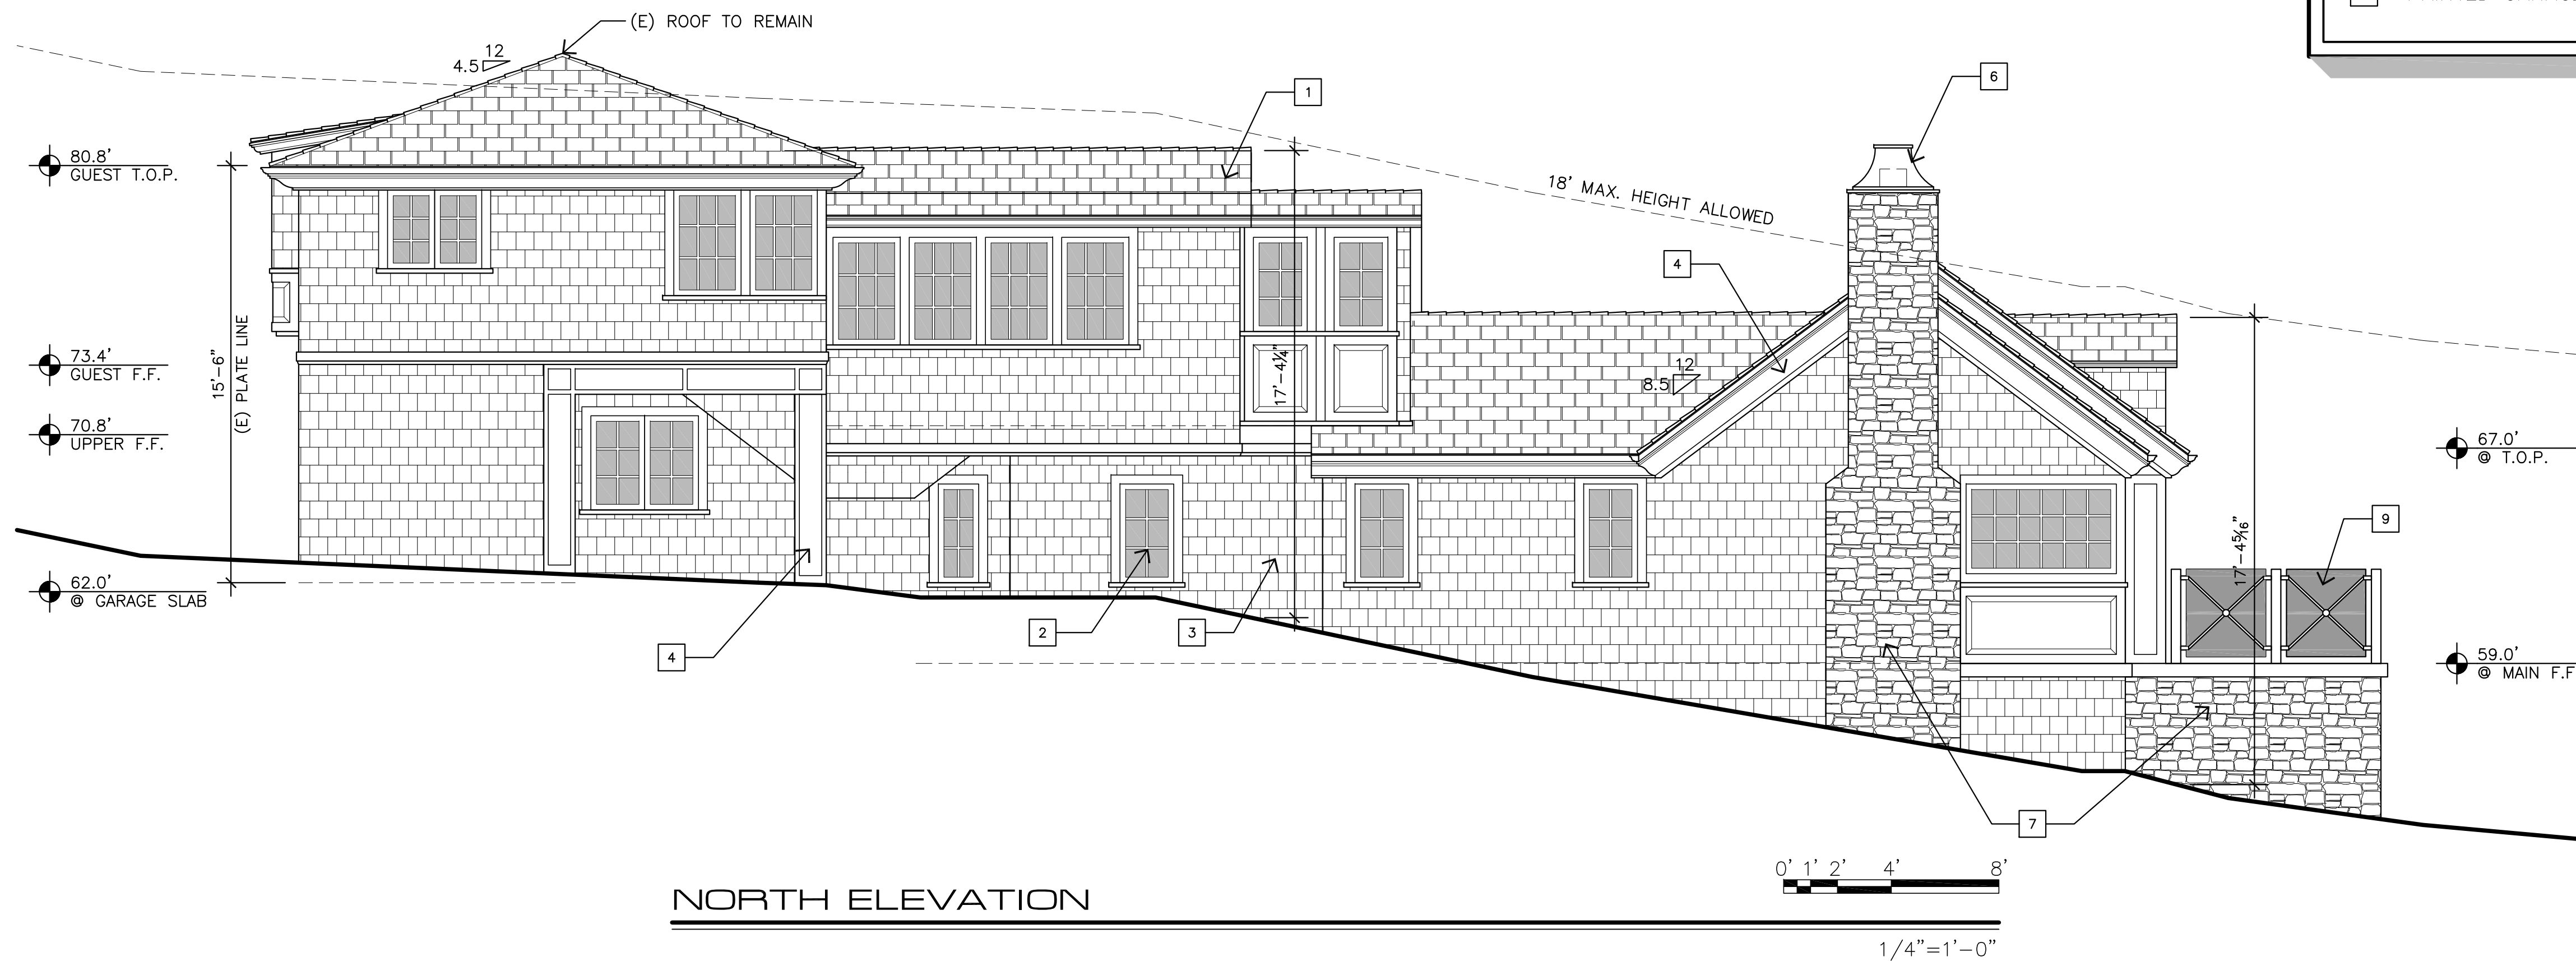 (E) ROOF TO REMAIN
12
4.5
1
6
80.8'
GUEST T.O.P.
18' MAX. HEIGHT ALLOWED
4
73.4'
GUEST F.F.
15'-6"
(E) PLATE LINE
17'-4¼"
12
8.5
70.8'
UPPER F.F.
67.0'
@ T.O.P.
9
17'-4 5/16"
62.0'
@ GARAGE SLAB
2
3
4
59.0'
@ MAIN F.F
7
0' 1' 2' 4' 8'
NORTH ELEVATION
1/4"=1'-0"